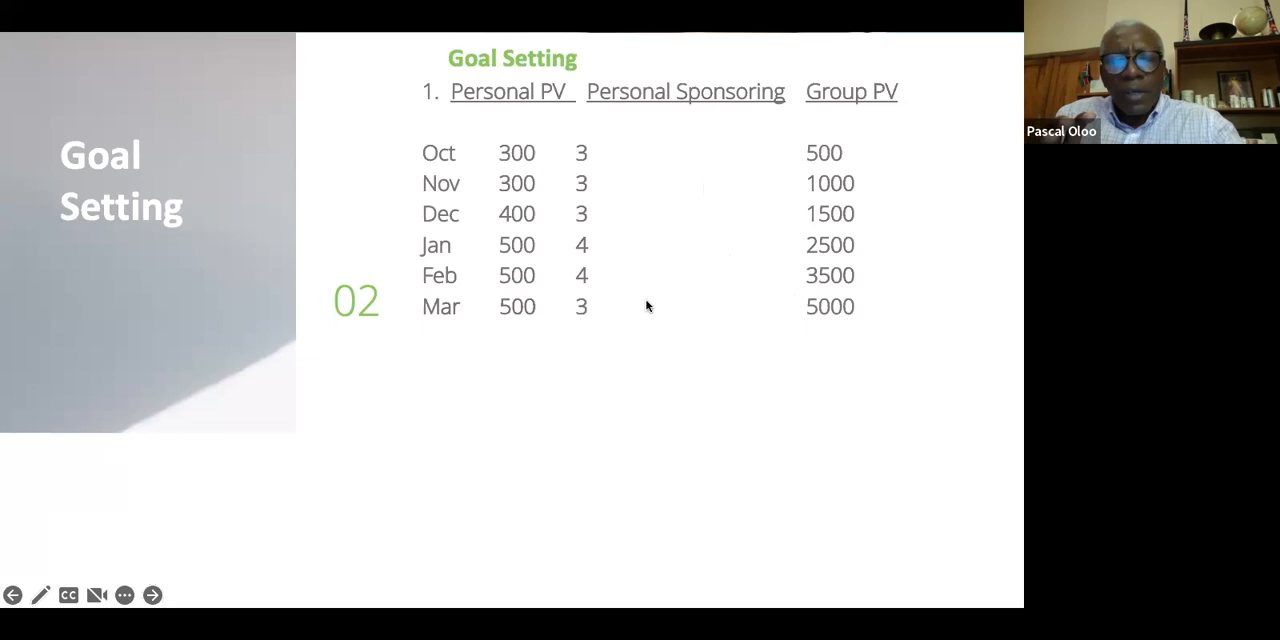 Goal
Setting
02
Goal Setting
1. Personal PV Personal Sponsoring Group PV
Oct 300 3 500
Nov 300 3 1000
Dec 400 3 1500
Jan 500 4 2500
Feb 500 4 3500
Mar 500 3 5000
Pascal Oloo
CC